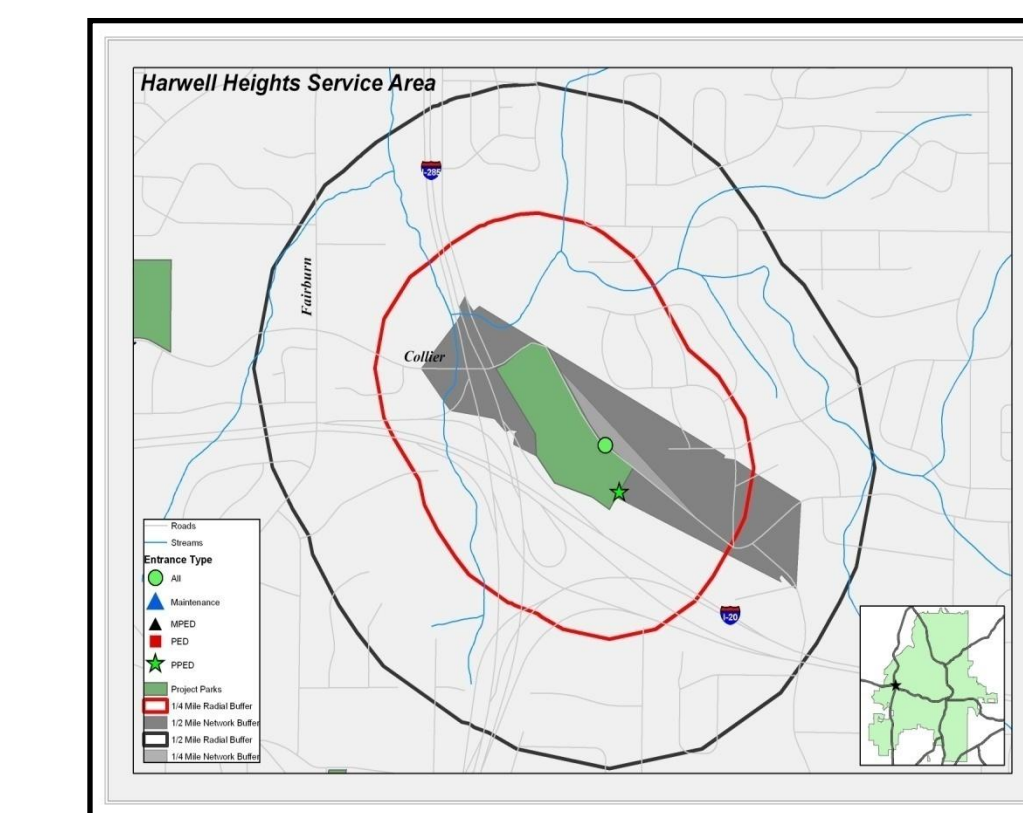 Harwell Heights Service Area
I-285
Fairburn
Collier
Roads
Streams
Entrance Type
All
Maintenance
MPED
PED
PPED
Project Parks
1/4 Mile Radial Buffer
1/2 Mile Network Buffer
1/2 Mile Radial Buffer
1/4 Mile Network Buffer
I-20